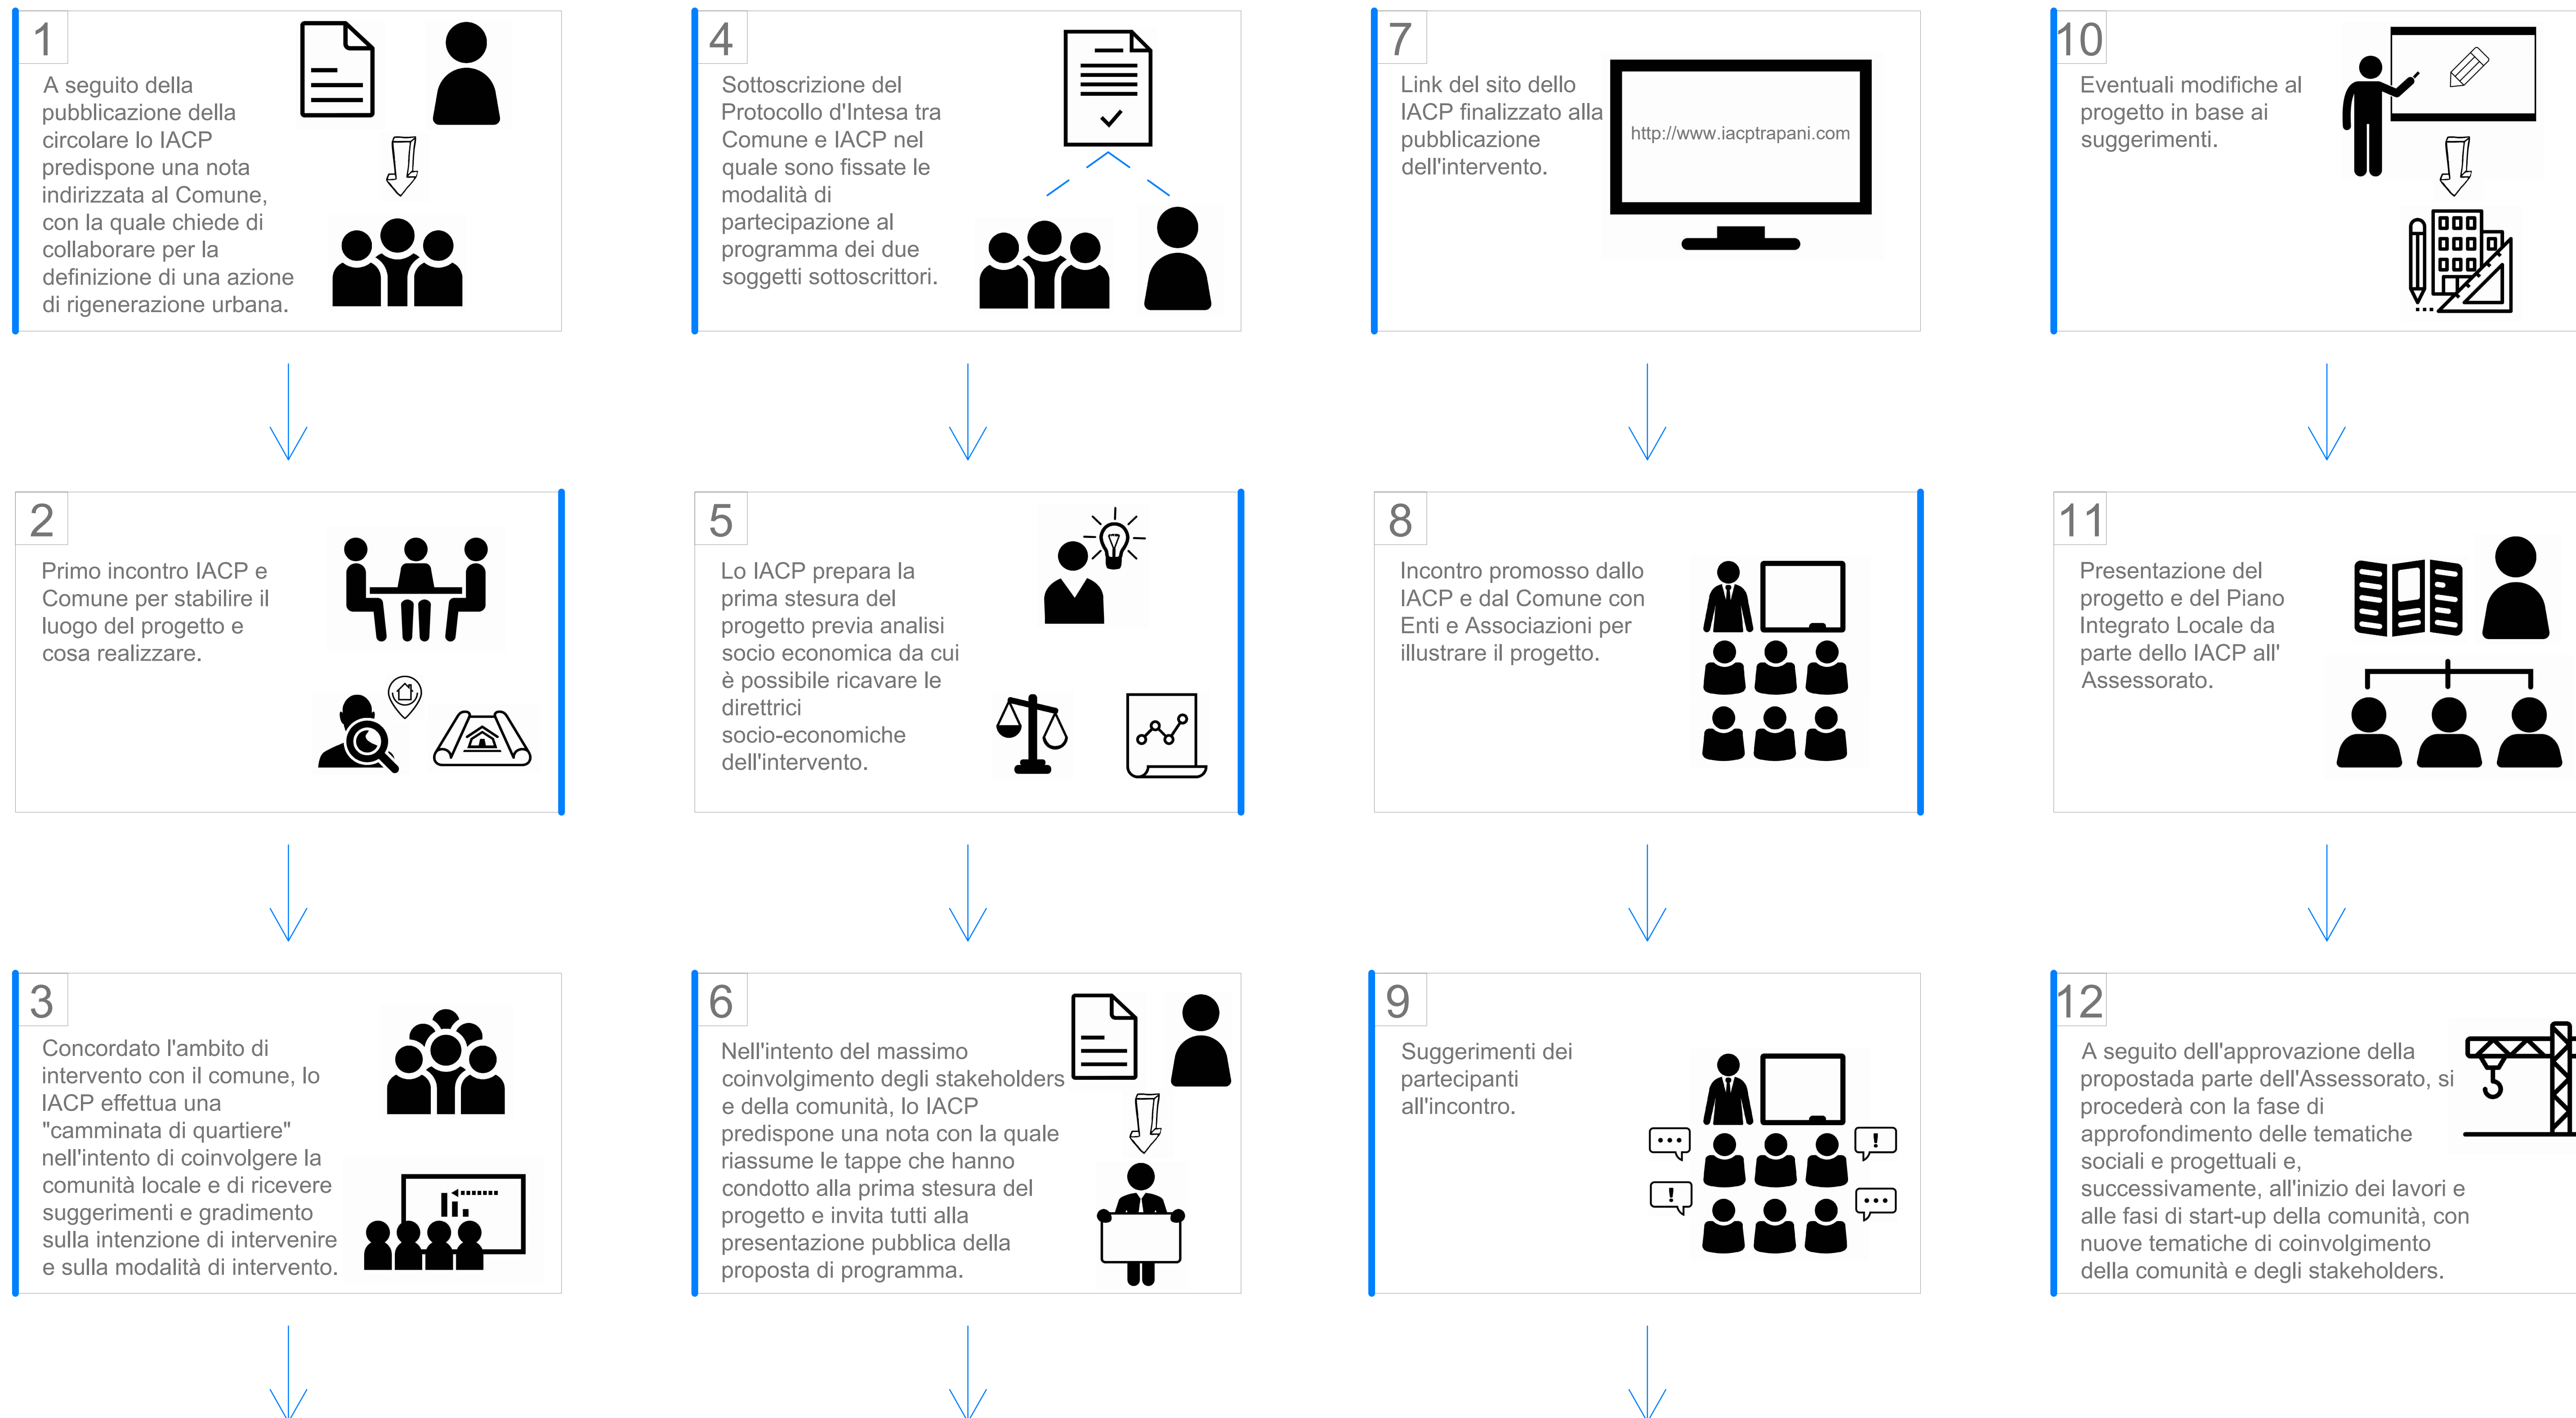 1
A seguito della
pubblicazione della
circolare lo IACP
predispone una nota
indirizzata al Comune,
con la quale chiede di
collaborare per la
definizione di una azione
di rigenerazione urbana.
2
Primo incontro IACP e
Comune per stabilire il
luogo del progetto e
cosa realizzare.
3
Concordato l'ambito di
intervento con il comune, lo
IACP effettua una
"camminata di quartiere"
nell'intento di coinvolgere la
comunità locale e di ricevere
suggerimenti e gradimento
sulla intenzione di intervenire
e sulla modalità di intervento.
4
Sottoscrizione del
Protocollo d'Intesa tra
Comune e IACP nel
quale sono fissate le
modalità di
partecipazione al
programma dei due
soggetti sottoscrittori.
5
Lo IACP prepara la
prima stesura del
progetto previa analisi
socio economica da cui
è possibile ricavare le
direttrici
socio-economiche
dell'intervento.
6
Nell'intento del massimo
coinvolgimento degli stakeholders
e della comunità, lo IACP
predispone una nota con la quale
riassume le tappe che hanno
condotto alla prima stesura del
progetto e invita tutti alla
presentazione pubblica della
proposta di programma.
7
Link del sito dello
IACP finalizzato alla
pubblicazione
dell'intervento.
http://www.iacptrapani.com
8
Incontro promosso dallo
IACP e dal Comune con
Enti e Associazioni per
illustrare il progetto.
9
Suggerimenti dei
partecipanti
all'incontro.
10
Eventuali modifiche al
progetto in base ai
suggerimenti.
11
Presentazione del
progetto e del Piano
Integrato Locale da
parte dello IACP all'
Assessorato.
12
A seguito dell'approvazione della
propostada parte dell'Assessorato, si
procederà con la fase di
approfondimento delle tematiche
sociali e progettuali e,
successivamente, all'inizio dei lavori e
alle fasi di start-up della comunità, con
nuove tematiche di coinvolgimento
della comunità e degli stakeholders.